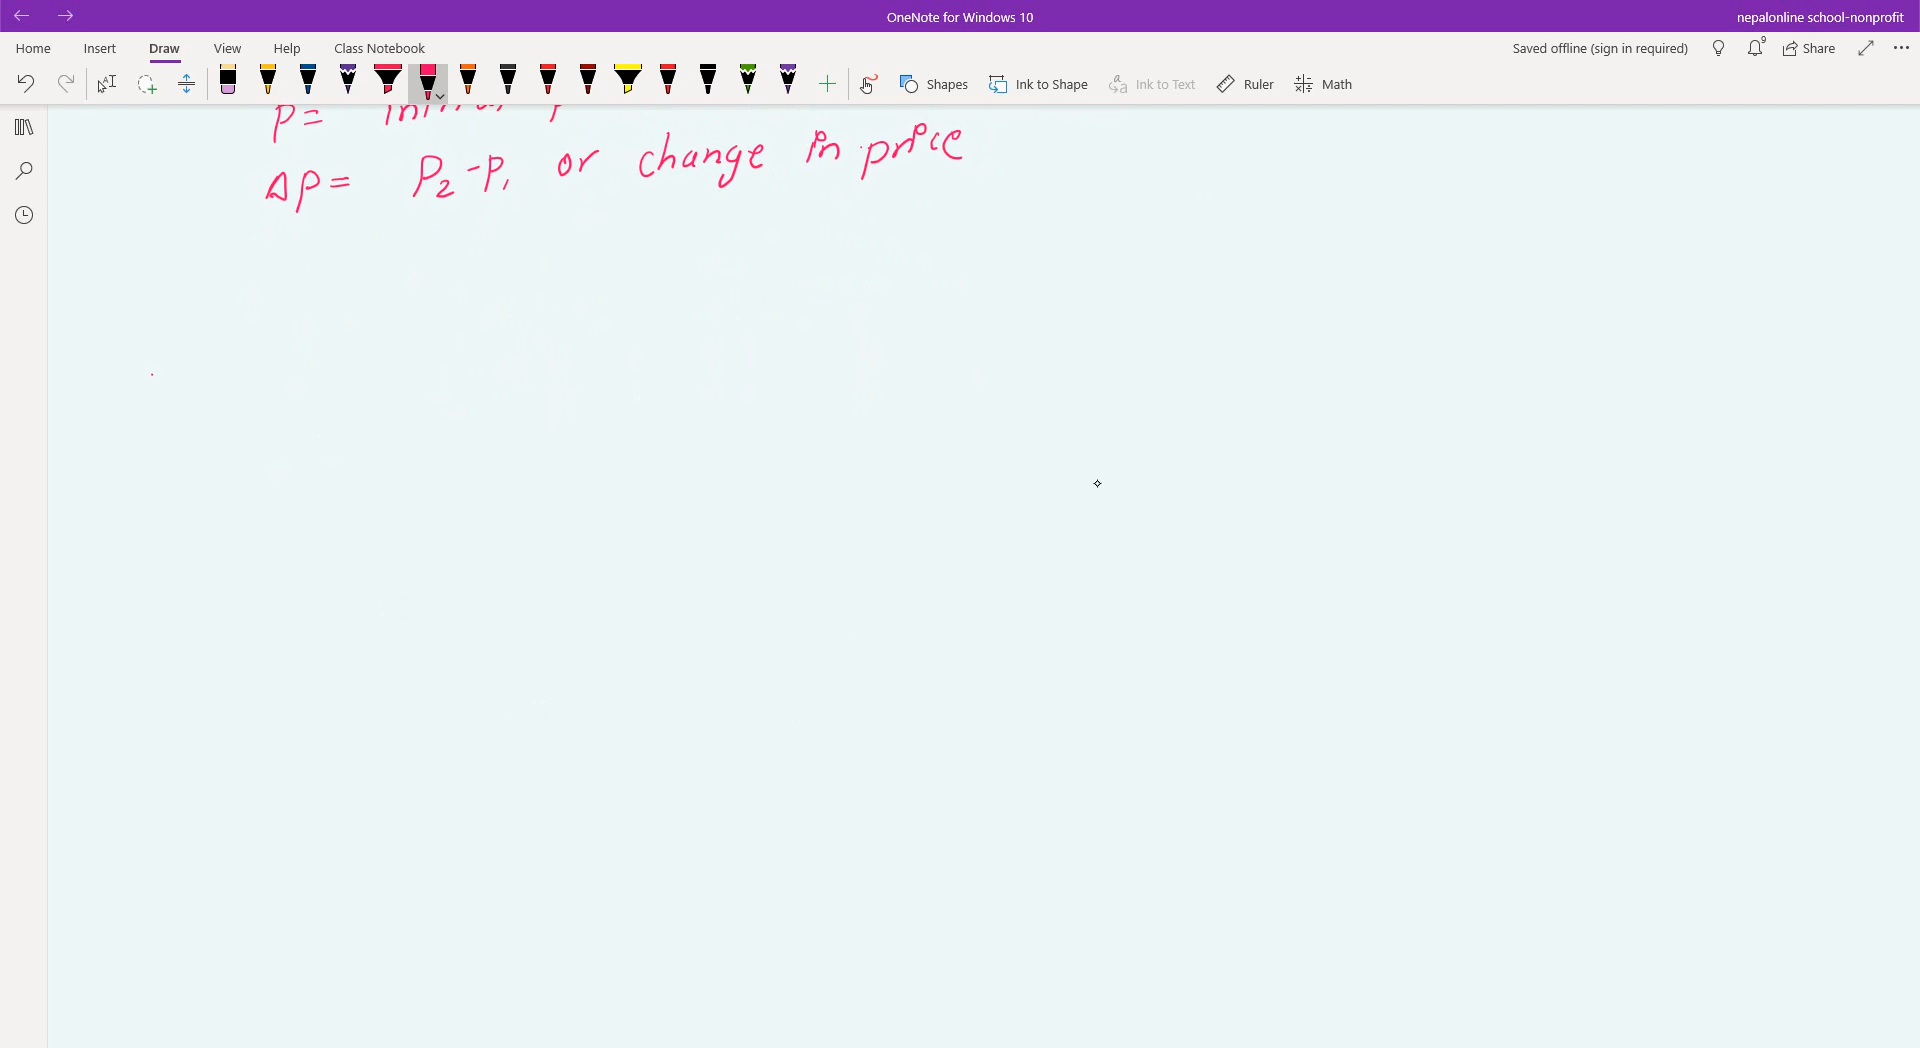 OneNote for Windows 10
nepalonline school-nonprofit
Home Insert Draw View Help Class Notebook
Saved offline (sign in required) 9 Share
Shapes Ink to Shape Ink to Text Ruler Math
P=
ΔP= P2-P1 or change in price